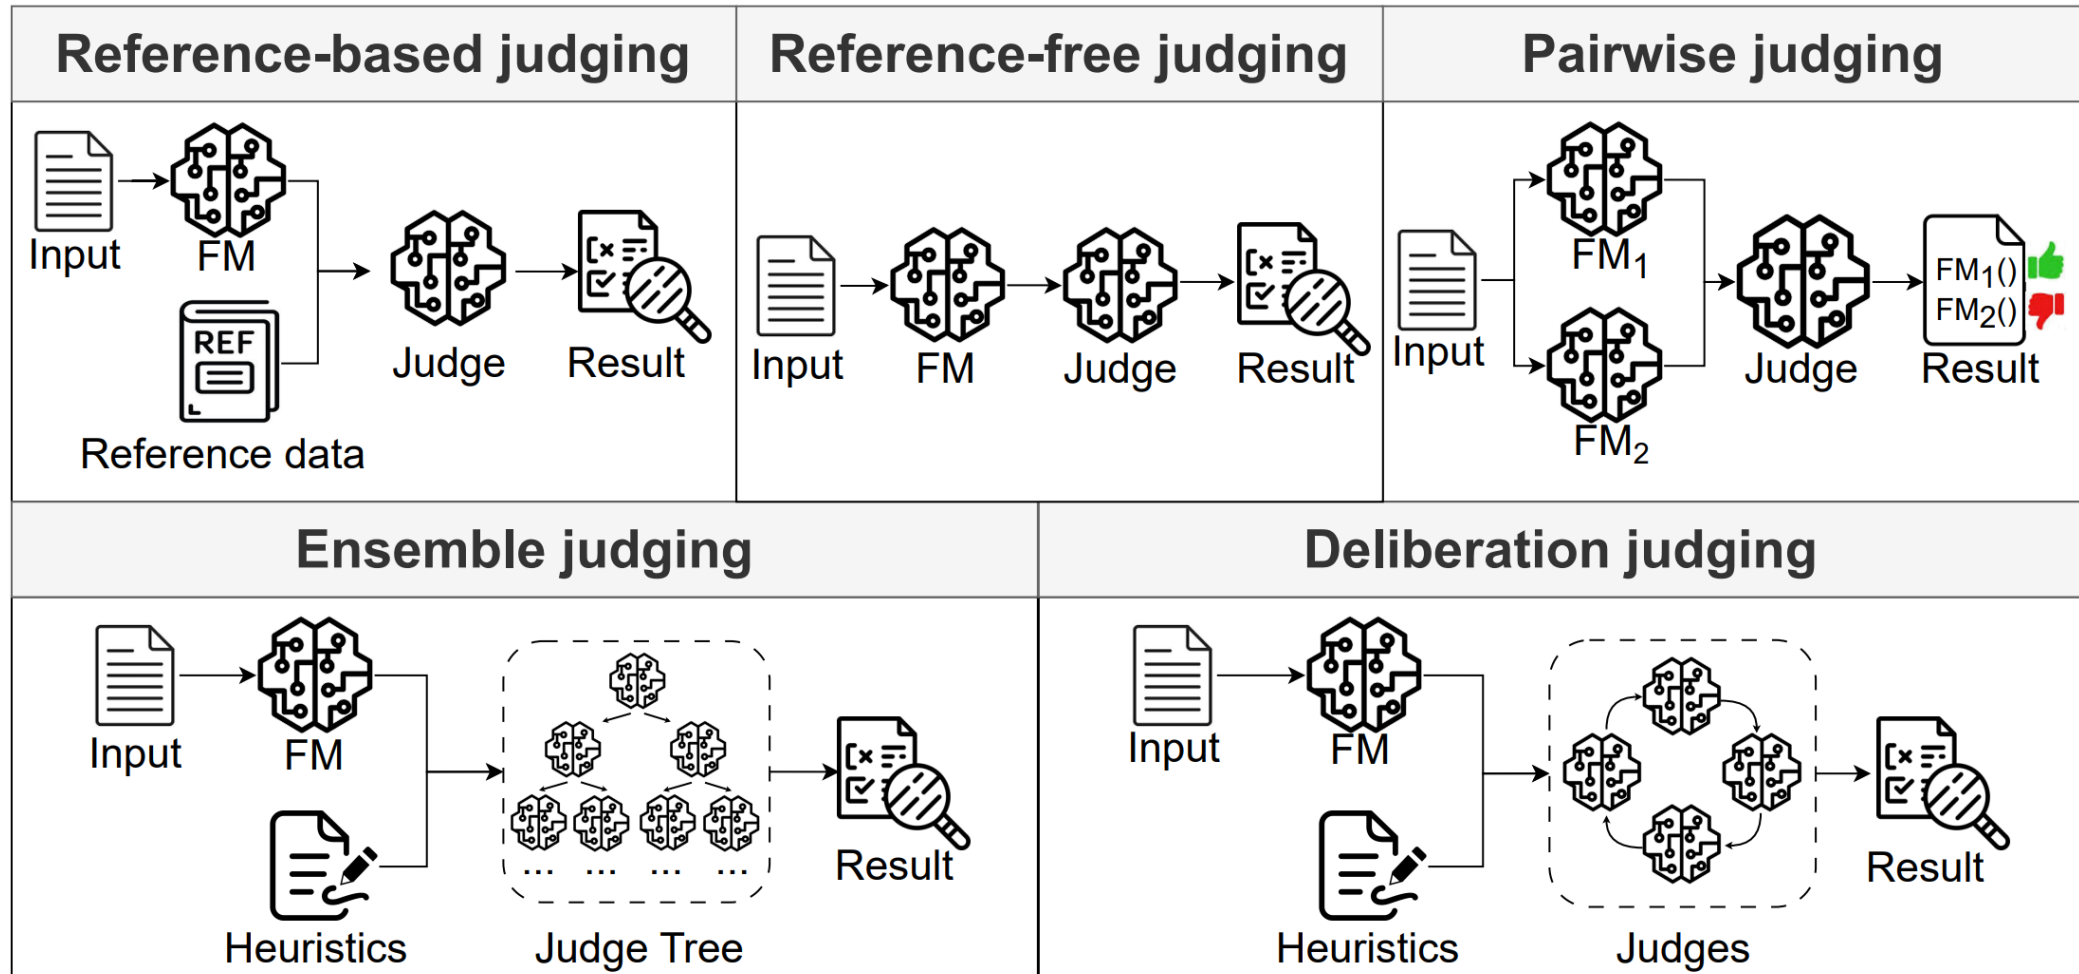 Reference-based judging
Reference-free judging
Pairwise judging
Input
FM
REF
Reference data
Judge
Result
Input
FM
Judge
Result
Input
FM₁
FM₂
Judge
FM₁()
FM₂()
Result
Ensemble judging
Deliberation judging
Input
FM
Heuristics
... ... ... ...
Judge Tree
Result
Input
FM
Heuristics
Judges
Result